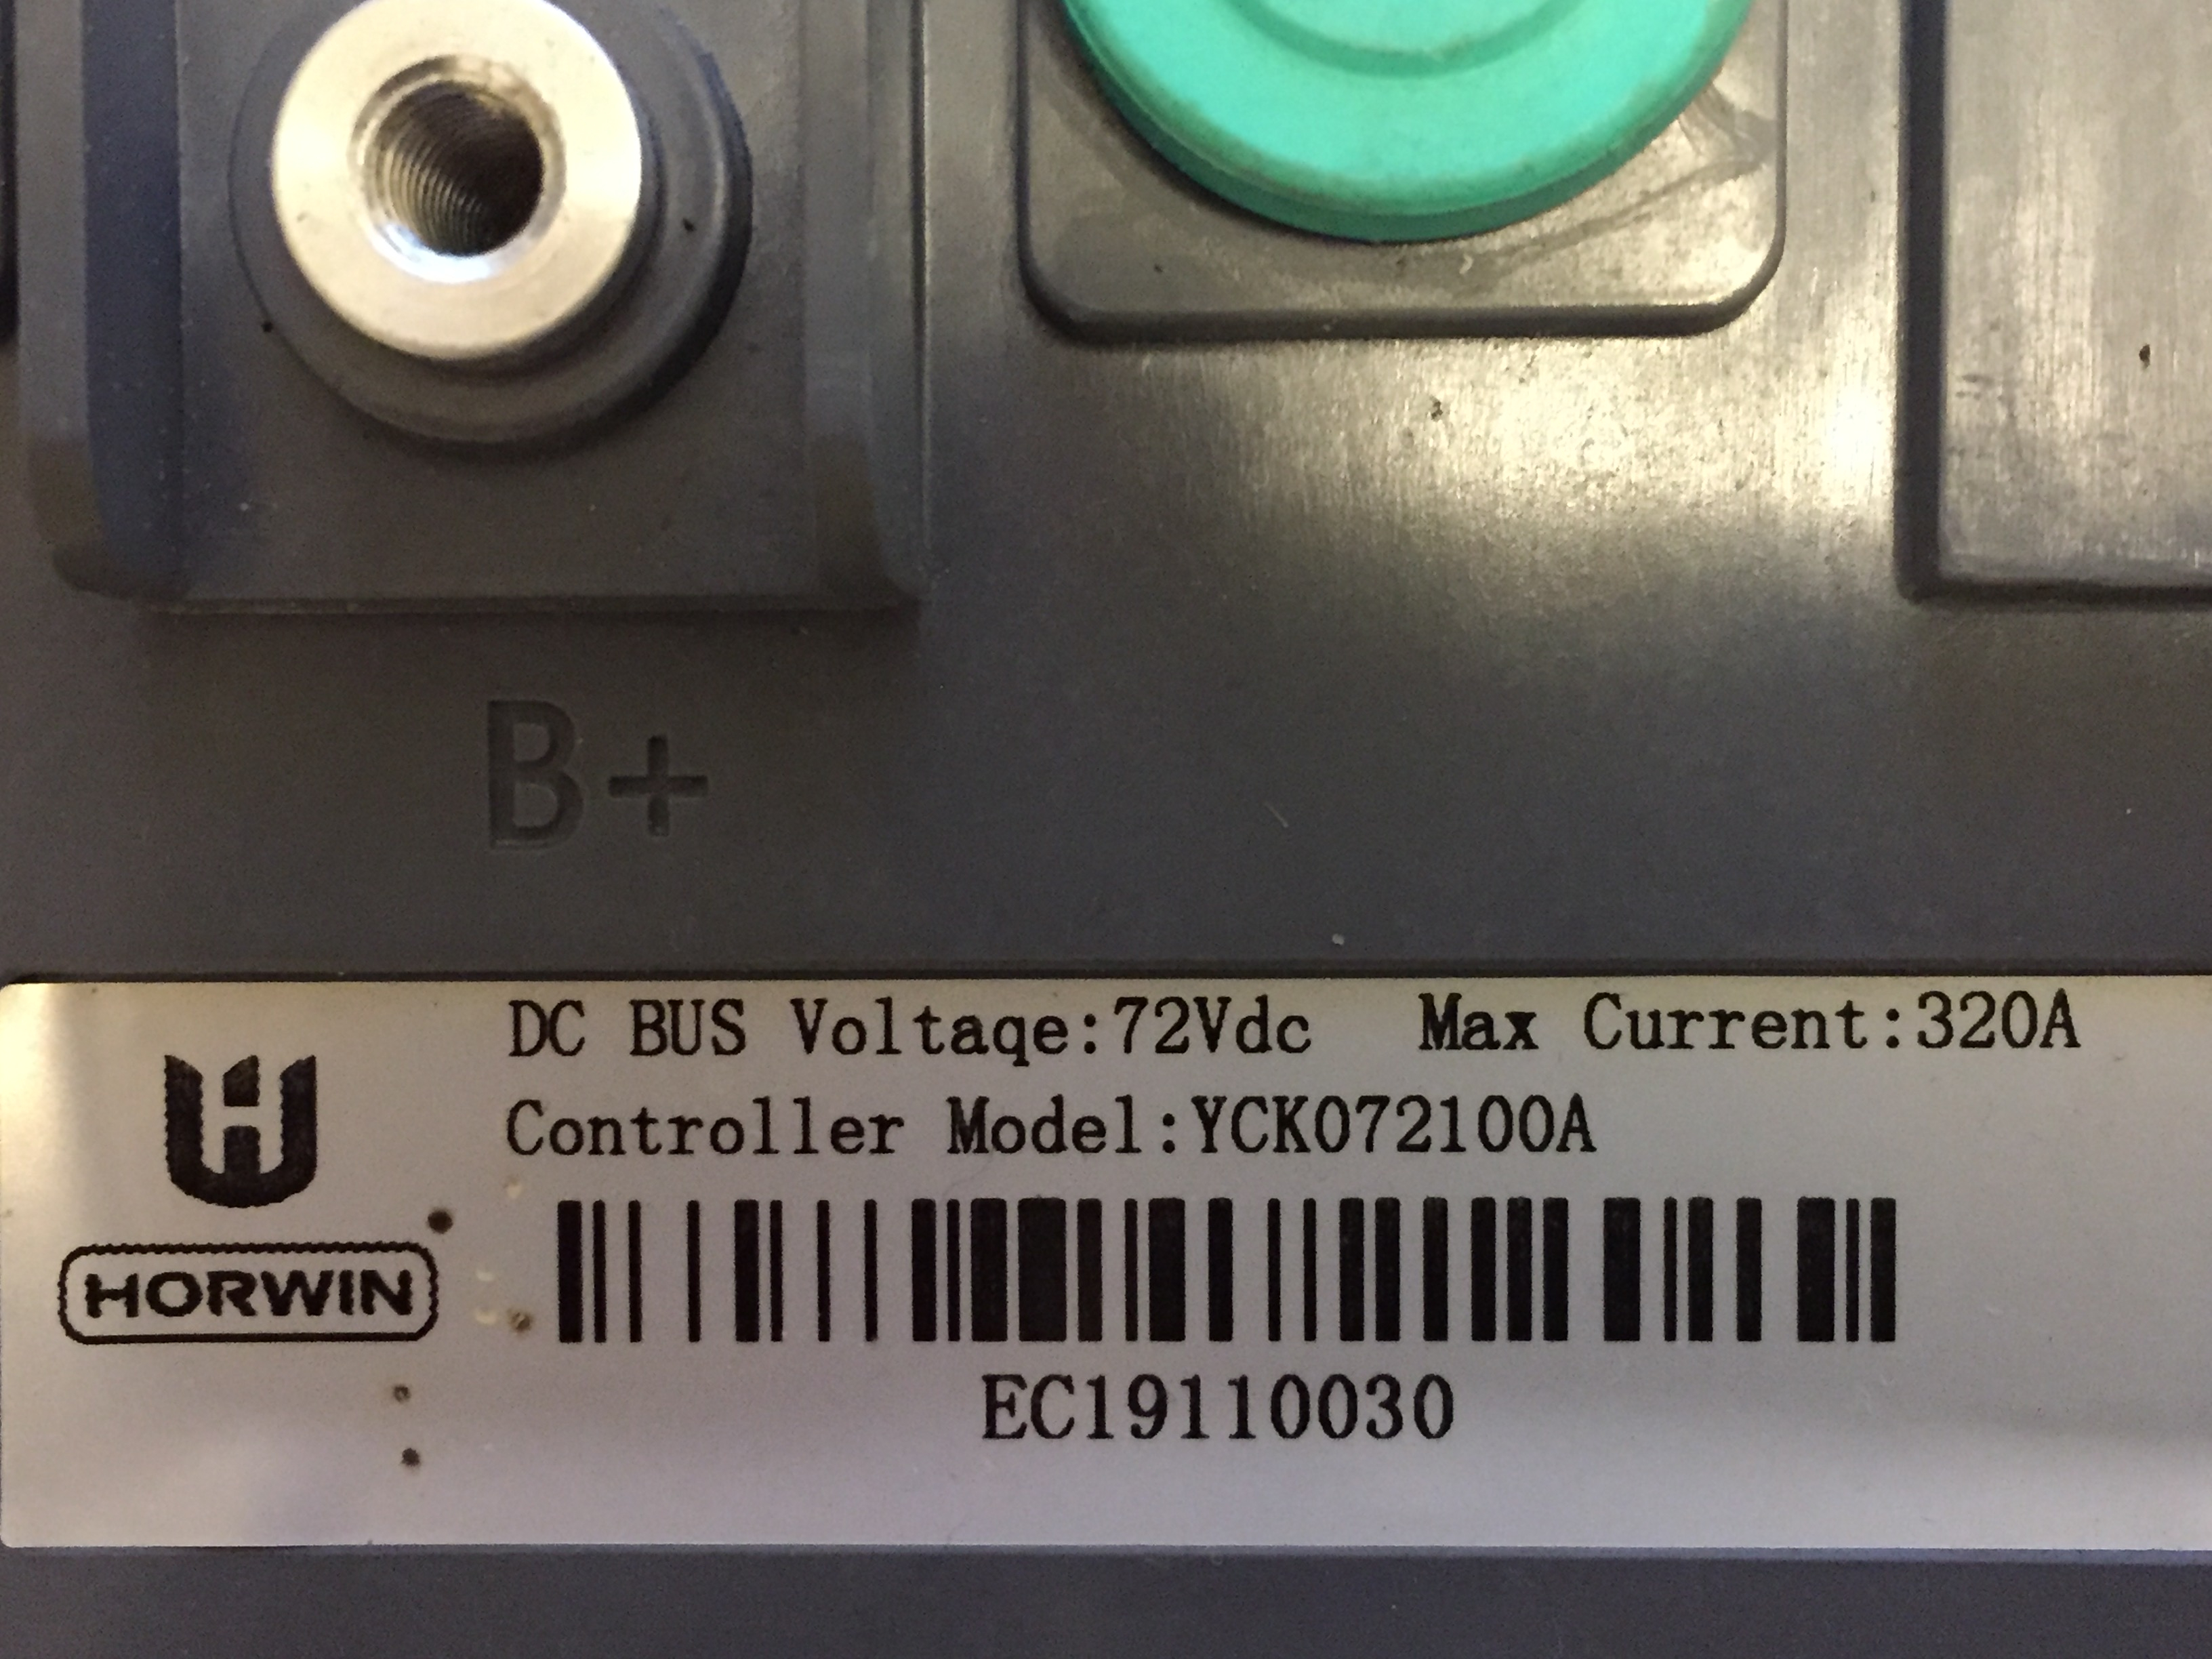 B+
DC BUS Voltaqe:72Vdc Max Current:320A
Controller Model:YCK072100A
HORWIN
EC19110030